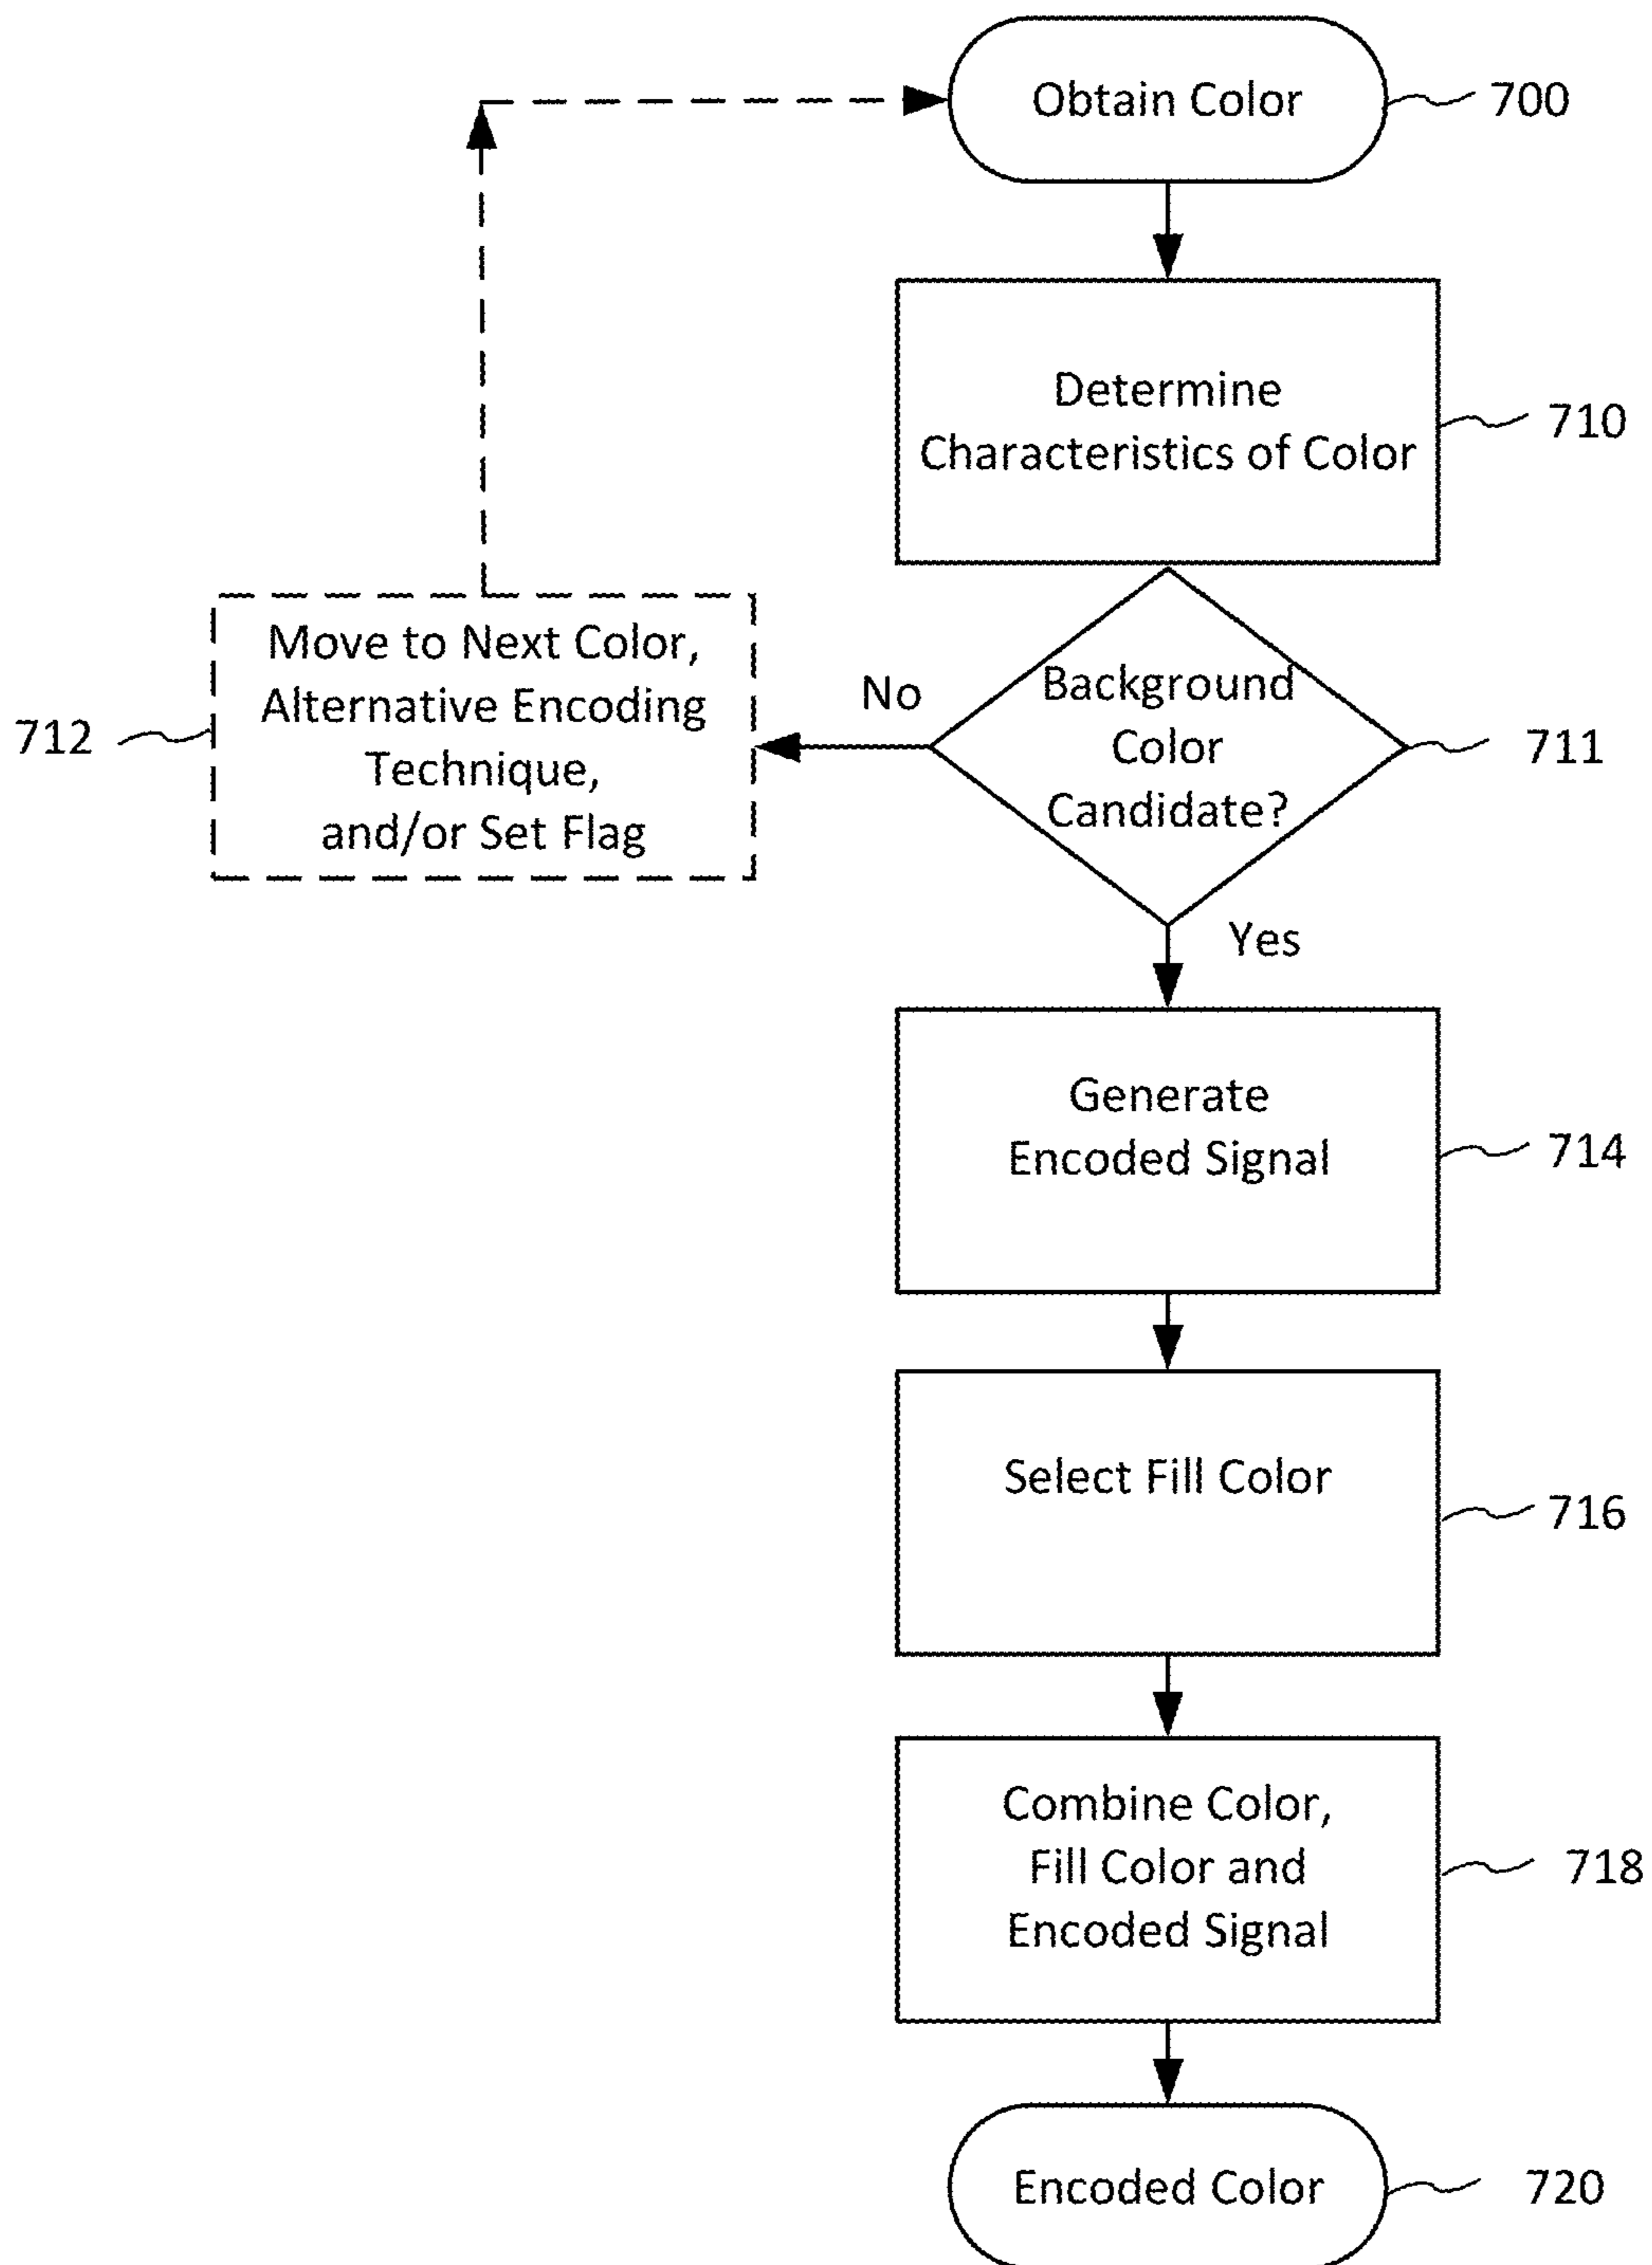 Obtain Color
700
Determine
Characteristics of Color
710
Background
Color
Candidate?
711
No
Move to Next Color,
Alternative Encoding
Technique,
and/or Set Flag
712
Yes
Generate
Encoded Signal
714
Select Fill Color
716
Combine Color,
Fill Color and
Encoded Signal
718
Encoded Color
720